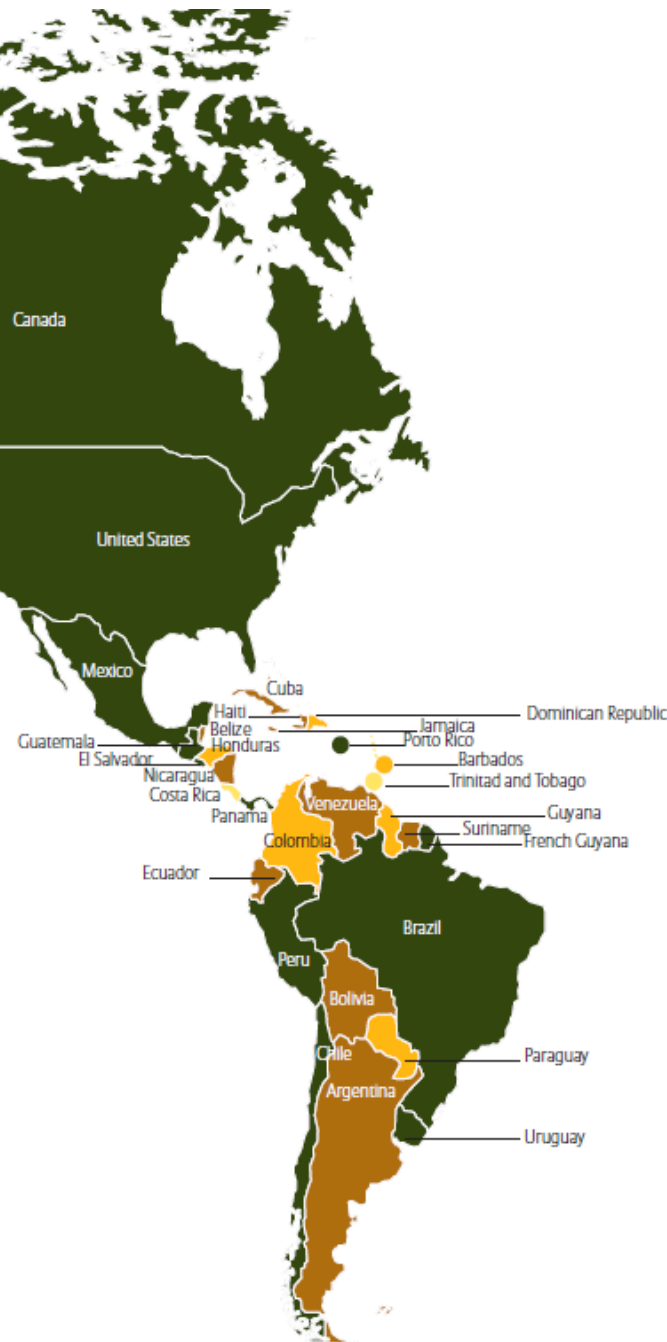 Canada
United States
Mexico
Cuba
Haiti
Dominican Republic
Jamaica
Belize
Porto Rico
Guatemala
Honduras
El Salvador
Barbados
Nicaragua
Trinitad and Tobago
Costa Rica
Venezuela
Panama
Guyana
Suriname
Colombia
French Guyana
Ecuador
Brazil
Peru
Bolivia
Chile
Paraguay
Argentina
Uruguay